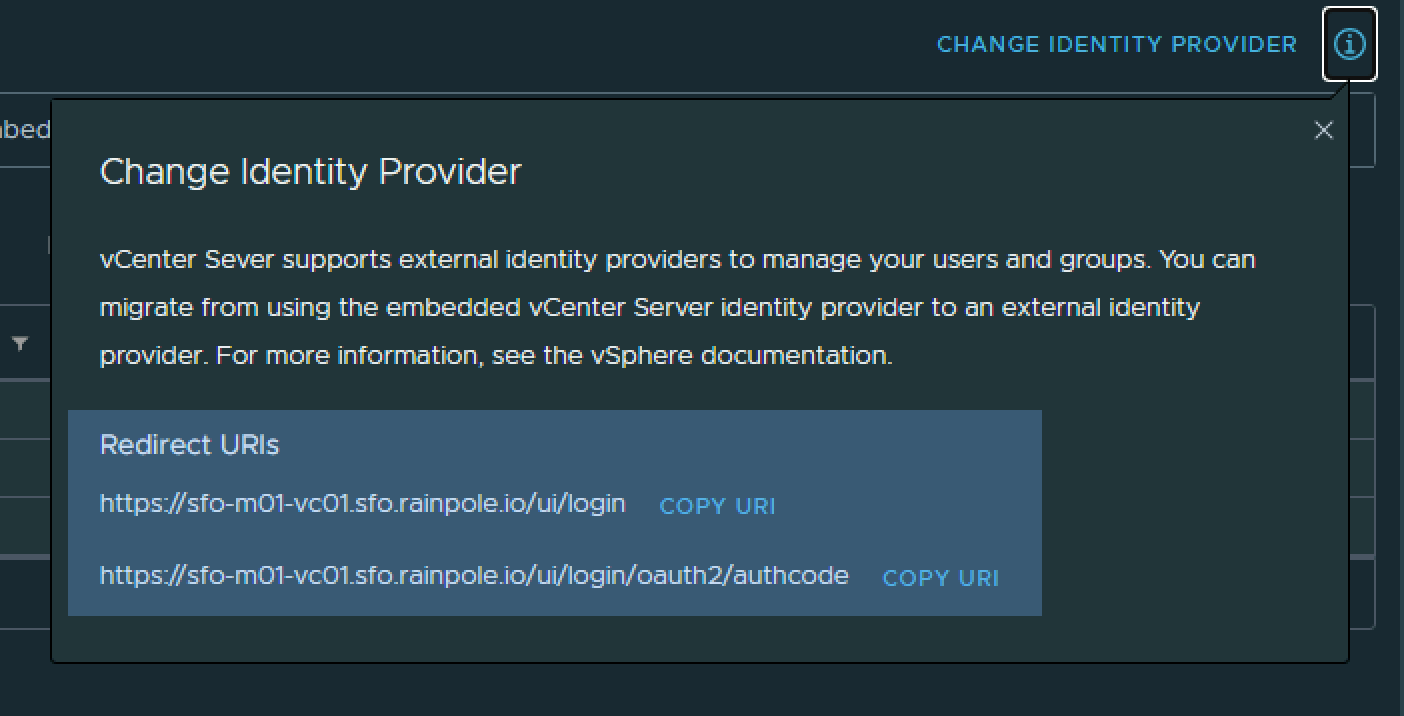 CHANGE IDENTITY PROVIDER
Change Identity Provider
vCenter Sever supports external identity providers to manage your users and groups. You can
migrate from using the embedded vCenter Server identity provider to an external identity
provider. For more information, see the vSphere documentation.
Redirect URIs
https://sfo-m01-vc01.sfo.rainpole.io/ui/login COPY URI
https://sfo-m01-vc01.sfo.rainpole.io/ui/login/oauth2/authcode COPY URI